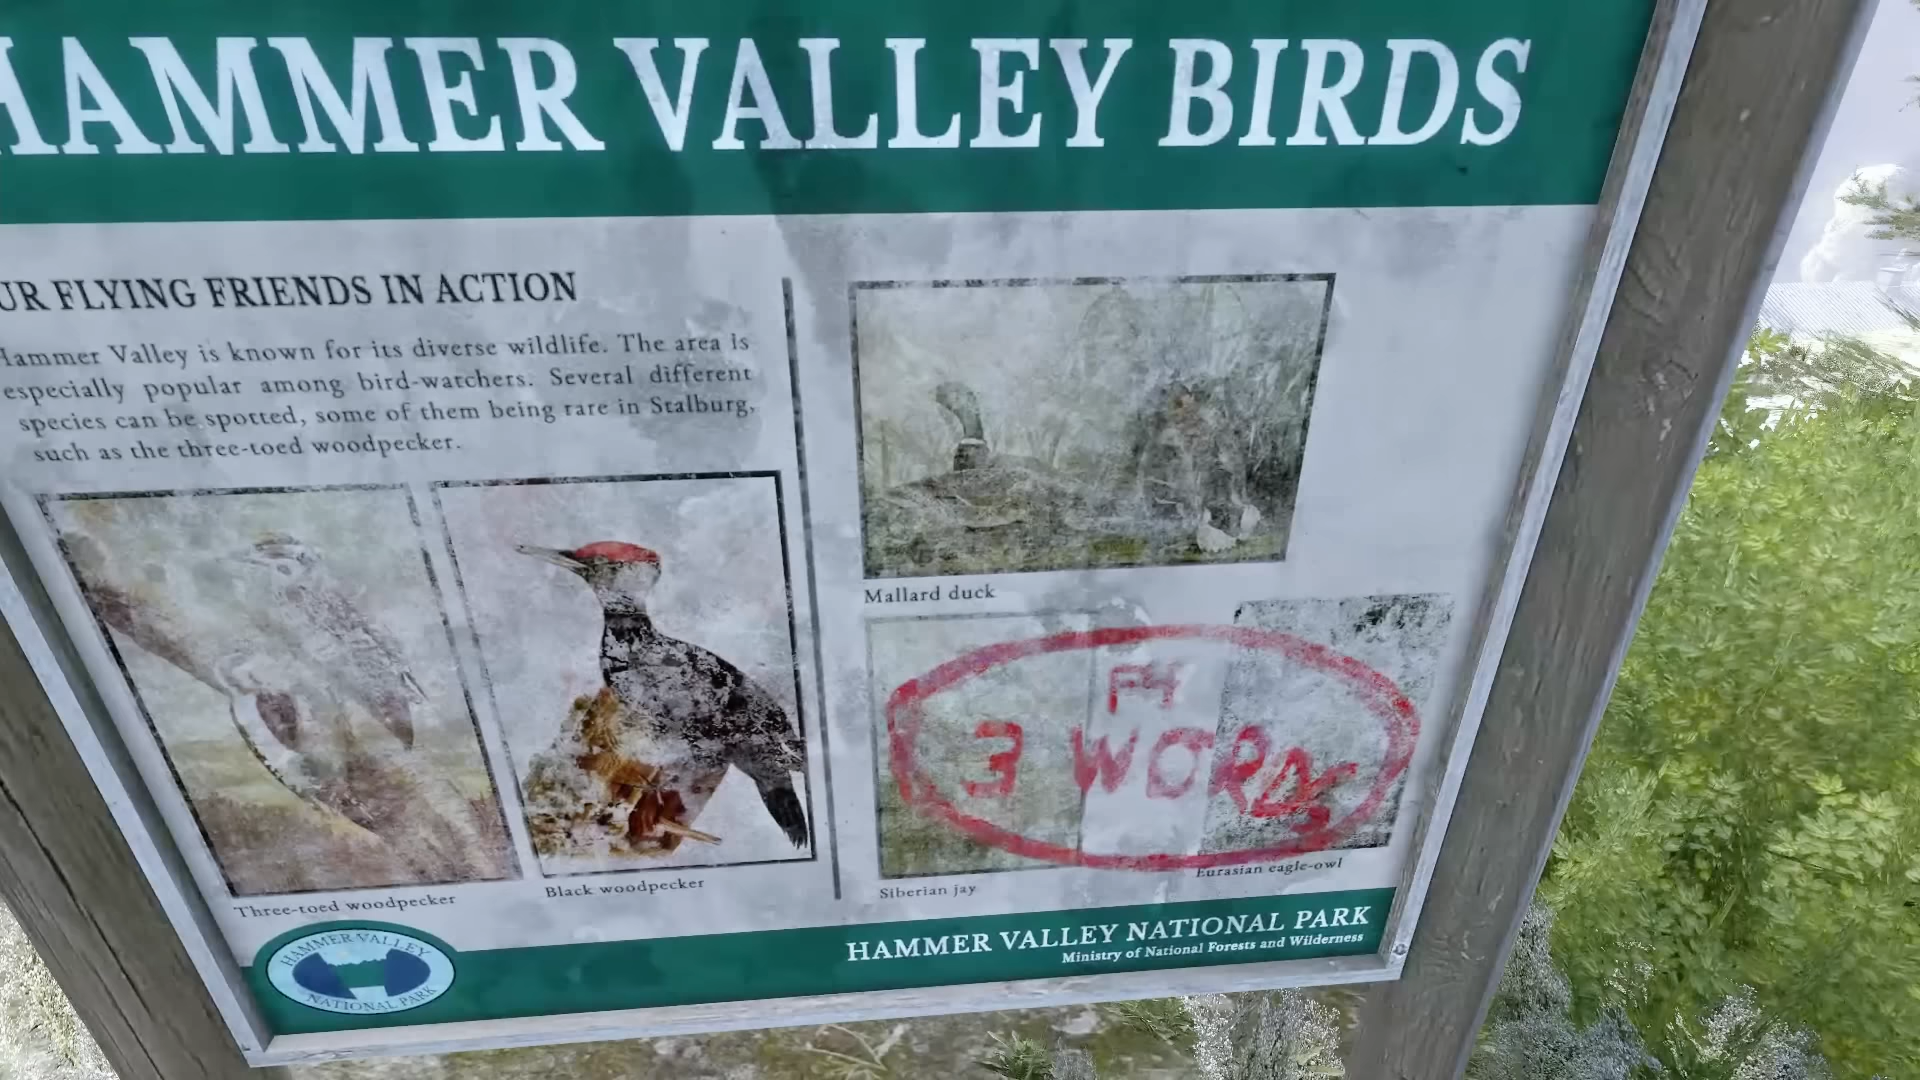 HAMMER VALLEY BIRDS
UR FLYING FRIENDS IN ACTION
Hammer Valley is known for its diverse wildlife. The area is
especially popular among bird-watchers. Several different
species can be spotted, some of them being rare in Stalburg,
such as the three-toed woodpecker.
Three-toed woodpecker
Black woodpecker
Mallard duck
F4
3 WORDS
Siberian jay
Eurasian eagle-owl
HAMMER VALLEY
NATIONAL PARK
HAMMER VALLEY NATIONAL PARK
Ministry of National Forests and Wilderness